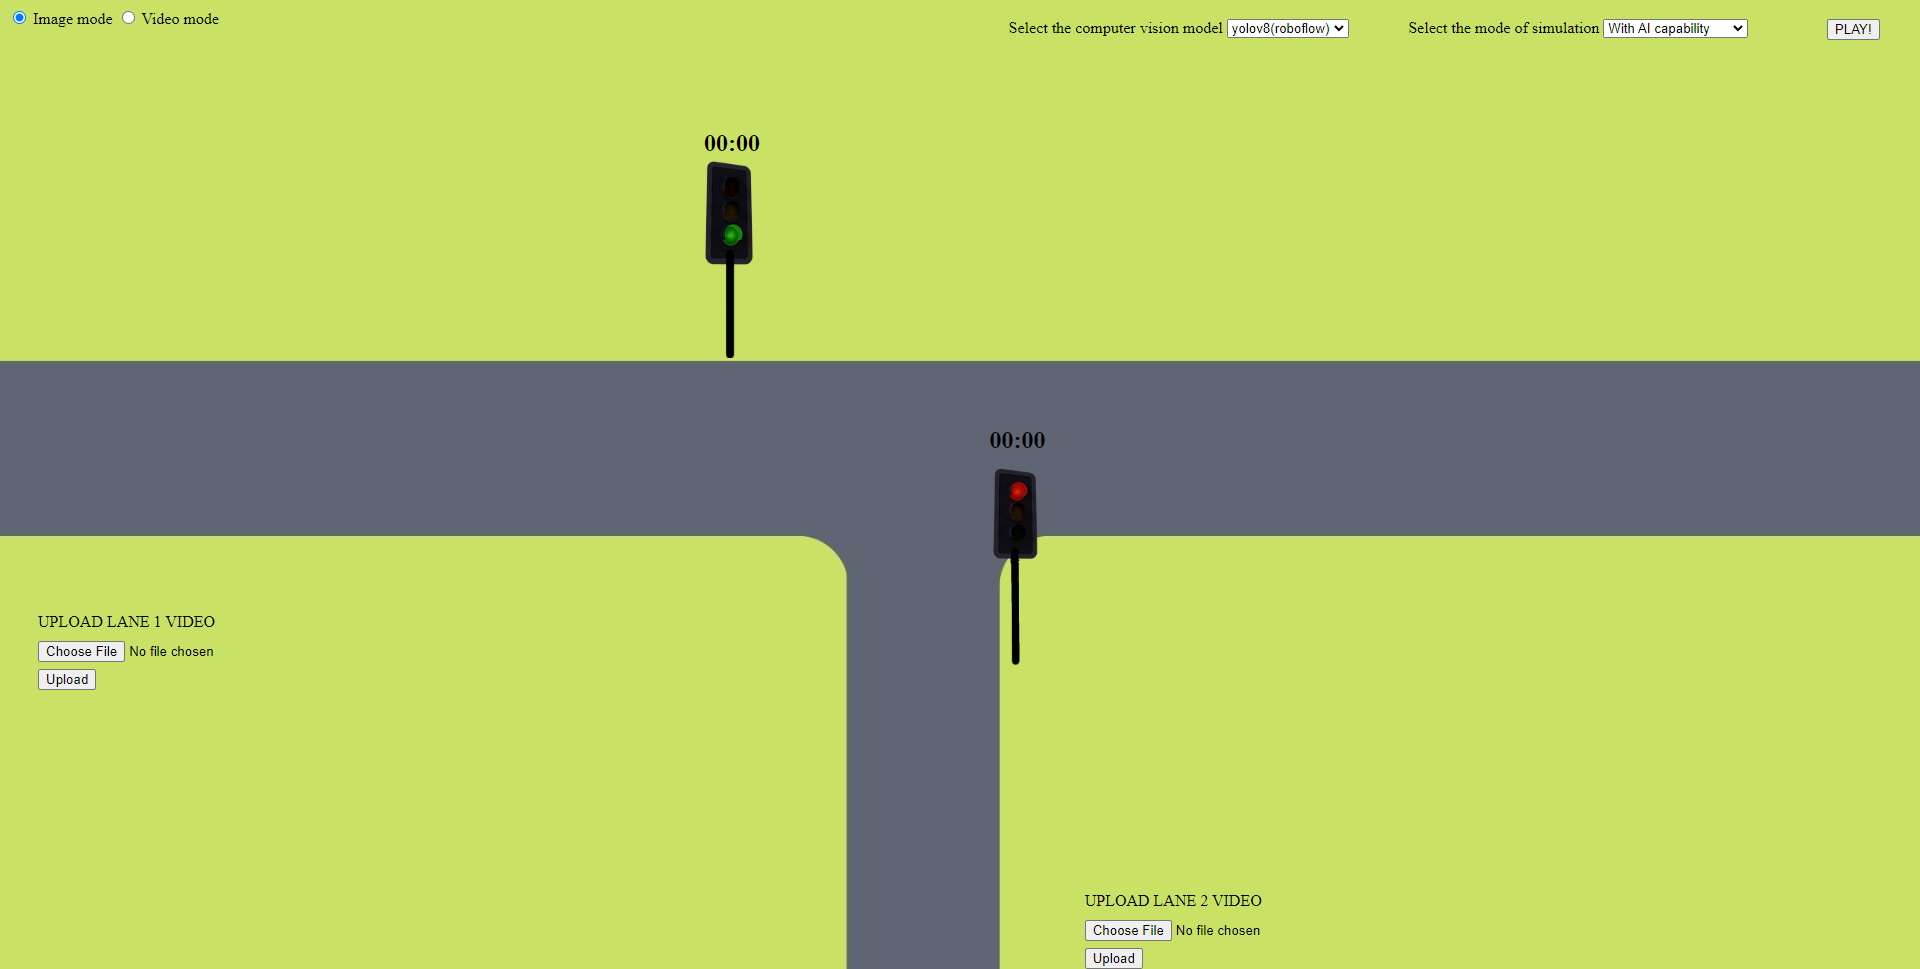 Image mode Video mode
Select the computer vision model yolov8(roboflow) Select the mode of simulation With AI capability PLAY!
00:00
00:00
UPLOAD LANE 1 VIDEO
Choose File No file chosen
Upload
UPLOAD LANE 2 VIDEO
Choose File No file chosen
Upload